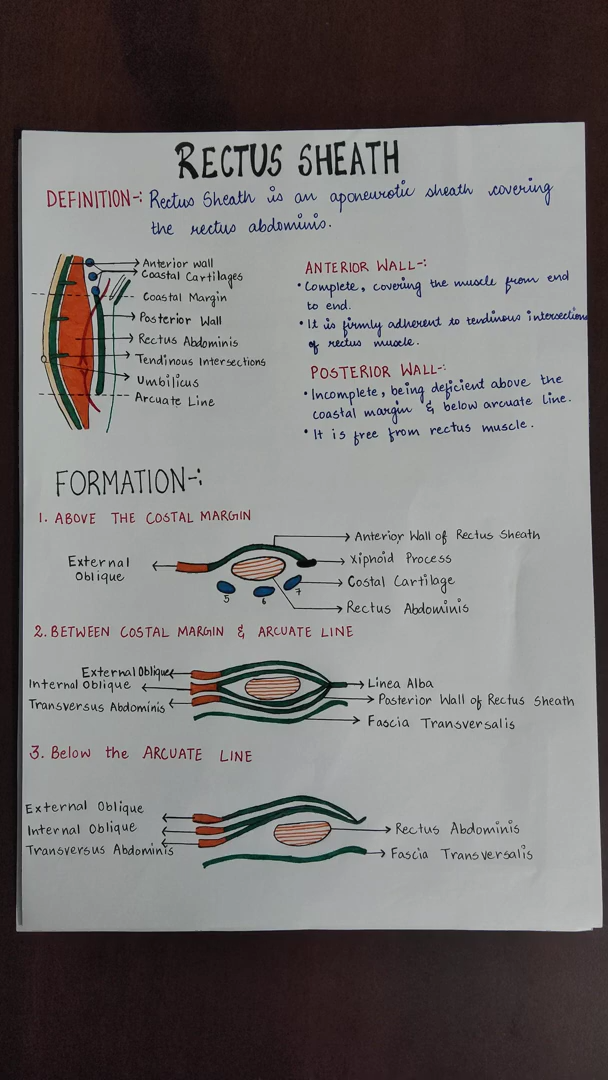 RECTUS SHEATH
DEFINITION-: Rectus Sheath is an aponeurotic sheath covering
the rectus abdominis.
Anterior wall
Coastal Cartilages
Coastal Margin
Posterior Wall
Rectus Abdominis
Tendinous Intersections
Umbilicus
Arcuate Line
ANTERIOR WALL-:
• Complete, covering the muscle from end
to end.
• It is firmly adherent to tendinous intersections
of rectus muscle.
POSTERIOR WALL-:
• Incomplete, being deficient above the
coastal margin & below arcuate line.
• It is free from rectus muscle.
FORMATION-:
1. ABOVE THE COSTAL MARGIN
External
Oblique
Anterior Wall of Rectus Sheath
Xiphoid Process
Costal Cartilage
Rectus Abdominis
5 6 7
2. BETWEEN COSTAL MARGIN & ARCUATE LINE
External Oblique
Internal Oblique
Transversus Abdominis
Linea Alba
Posterior Wall of Rectus Sheath
Fascia Transversalis
3. Below the ARCUATE LINE
External Oblique
Internal Oblique
Transversus Abdominis
Rectus Abdominis
Fascia Transversalis